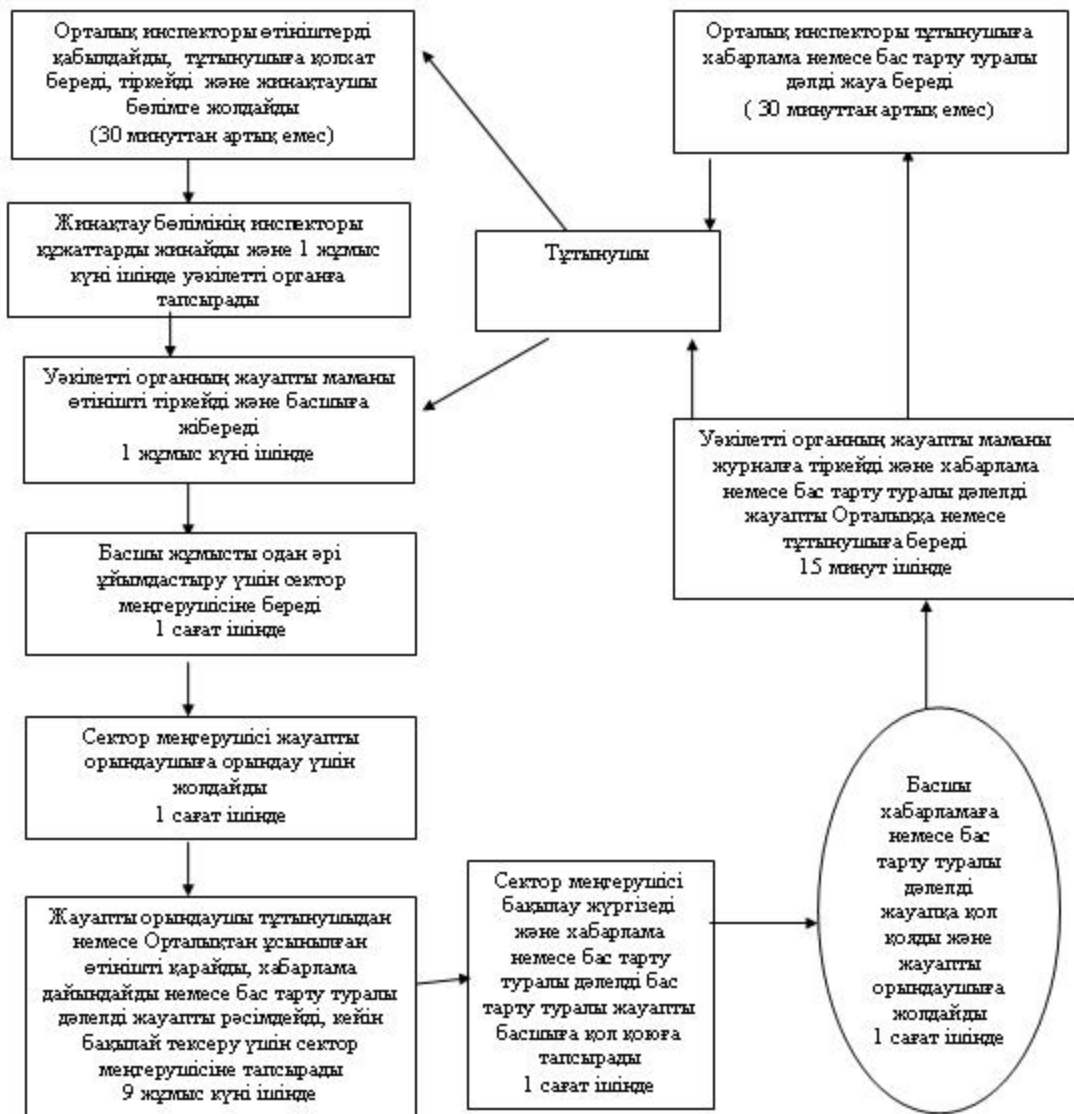 Орталық инспекторы өтініштерді
қабылдайды, тұтынушыға қолхат
береді, тіркейді және жинақтаушы
бөлімге жолдайды
(30 минуттан артық емес)
Орталық инспекторы тұтынушыға
хабарлама немесе бас тарту туралы
дәлді жауа береді
( 30 минуттан артық емес)
Жинақтау бөлімінің инспекторы
құжаттарды жинайды және 1 жұмыс
күні ішінде уәкілетті органға
тапсырады
Тұтынушы
Уәкілетті органның жауапты маманы
өтінішті тіркейді және басшыға
жібереді
1 жұмыс күні ішінде
Уәкілетті органның жауапты маманы
журналға тіркейді және хабарлама
немесе бас тарту туралы дәлелді
жауапты Орталыққа немесе
тұтынушыға береді
15 минут ішінде
Басшы жұмысты одан әрі
ұйымдастыру үшін сектор
меңгерушісіне береді
1 сағат ішінде
Сектор меңгерушісі жауапты
орындаушыға орындау үшін
жолдайды
1 сағат ішінде
Жауапты орындаушы тұтынушыдан
немесе Орталықтан ұсынылған
өтінішті қарайды, хабарлама
дайындайды немесе бас тарту туралы
дәлелді жауапты рәсімдейді, кейін
бақылай тексеру үшін сектор
меңгерушісіне тапсырады
9 жұмыс күні ішінде
Сектор меңгерушісі
бақылау жүргізеді
және хабарлама
немесе бас тарту
туралы дәлелді бас
тарту туралы жауапты
басшыға қол қоюға
тапсырады
1 сағат ішінде
Басшы
хабарламаға
немесе бас
тарту туралы
дәлелді
жауапқа қол
қояды және
жауапты
орындаушыға
жолдайды
1 сағат ішінде